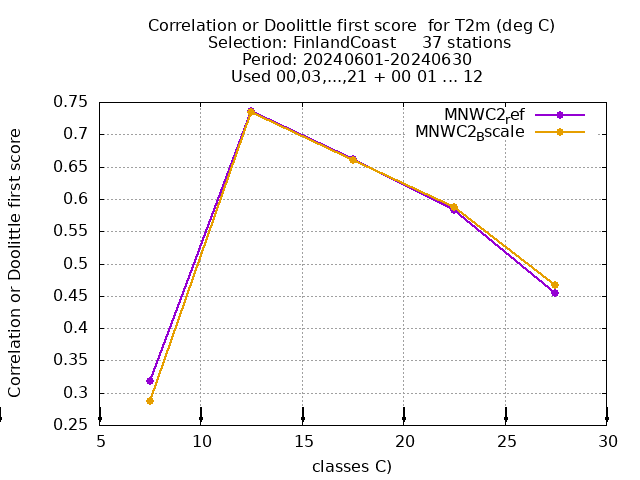 Correlation or Doolittle first score  for T2m (deg C)
Selection: FinlandCoast     37 stations
Period: 20240601-20240630
Used 00,03,...,21 + 00 01 ... 12
MNWC2ref
MNWC2Bscale
Correlation or Doolittle first score
0.75
0.7
0.65
0.6
0.55
0.5
0.45
0.4
0.35
0.3
0.25
5 10 15 20 25 30
classes C)